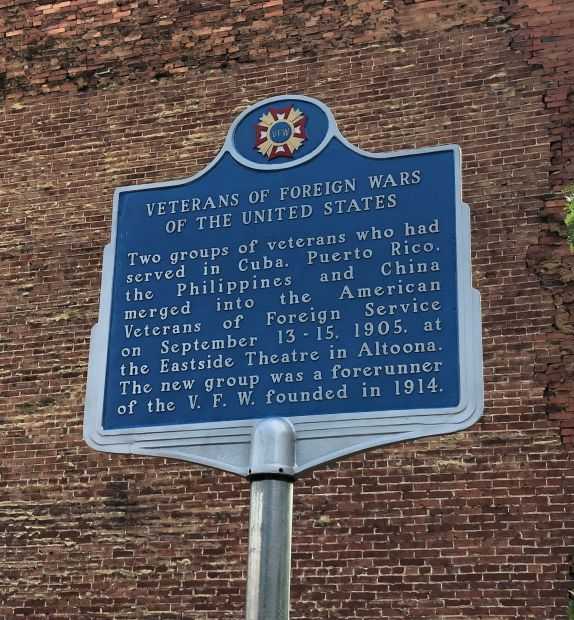 VFW
VETERANS OF FOREIGN WARS
OF THE UNITED STATES
Two groups of veterans who had
served in Cuba, Puerto Rico,
the Philippines and China
merged into the American
Veterans of Foreign Service
on September 13-15, 1905, at
the Eastside Theatre in Altoona.
The new group was a forerunner
of the V. F. W. founded in 1914.